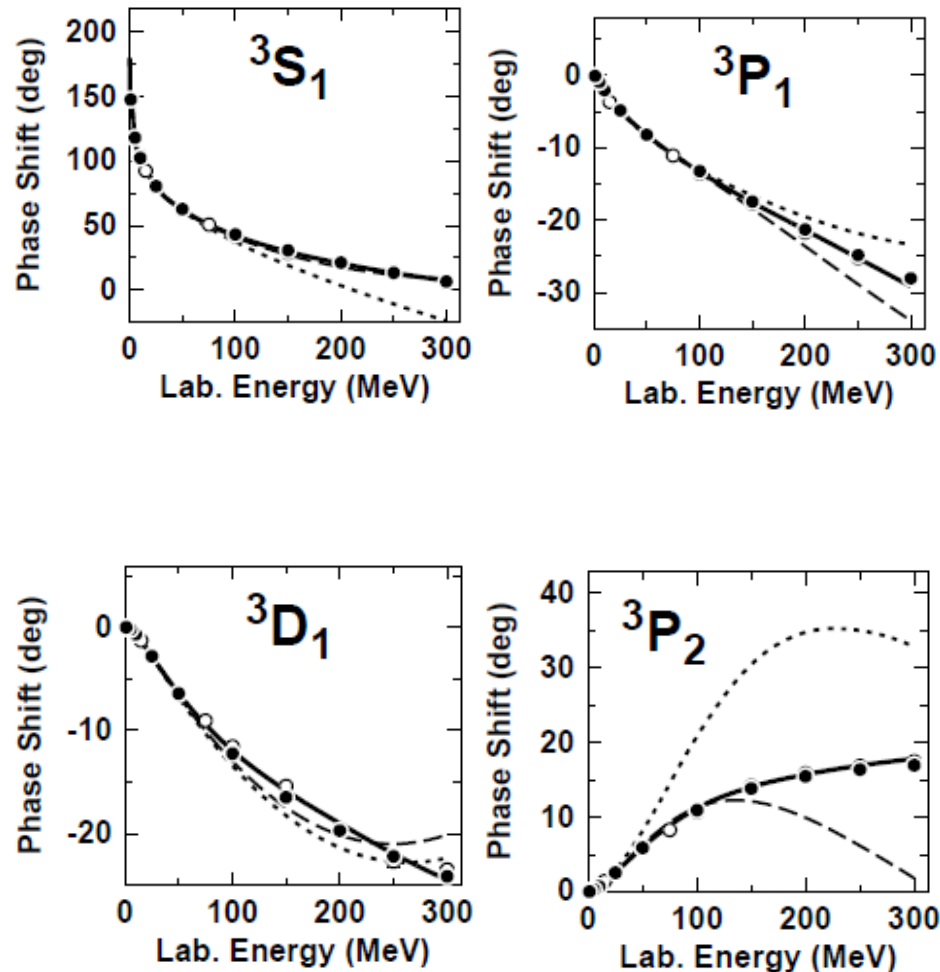 ³S₁
Phase Shift (deg)
200
150
100
50
0
0 100 200 300
Lab. Energy (MeV)
³P₁
Phase Shift (deg)
0
-10
-20
-30
0 100 200 300
Lab. Energy (MeV)
³D₁
Phase Shift (deg)
0
-10
-20
0 100 200 300
Lab. Energy (MeV)
³P₂
Phase Shift (deg)
40
30
20
10
0
0 100 200 300
Lab. Energy (MeV)